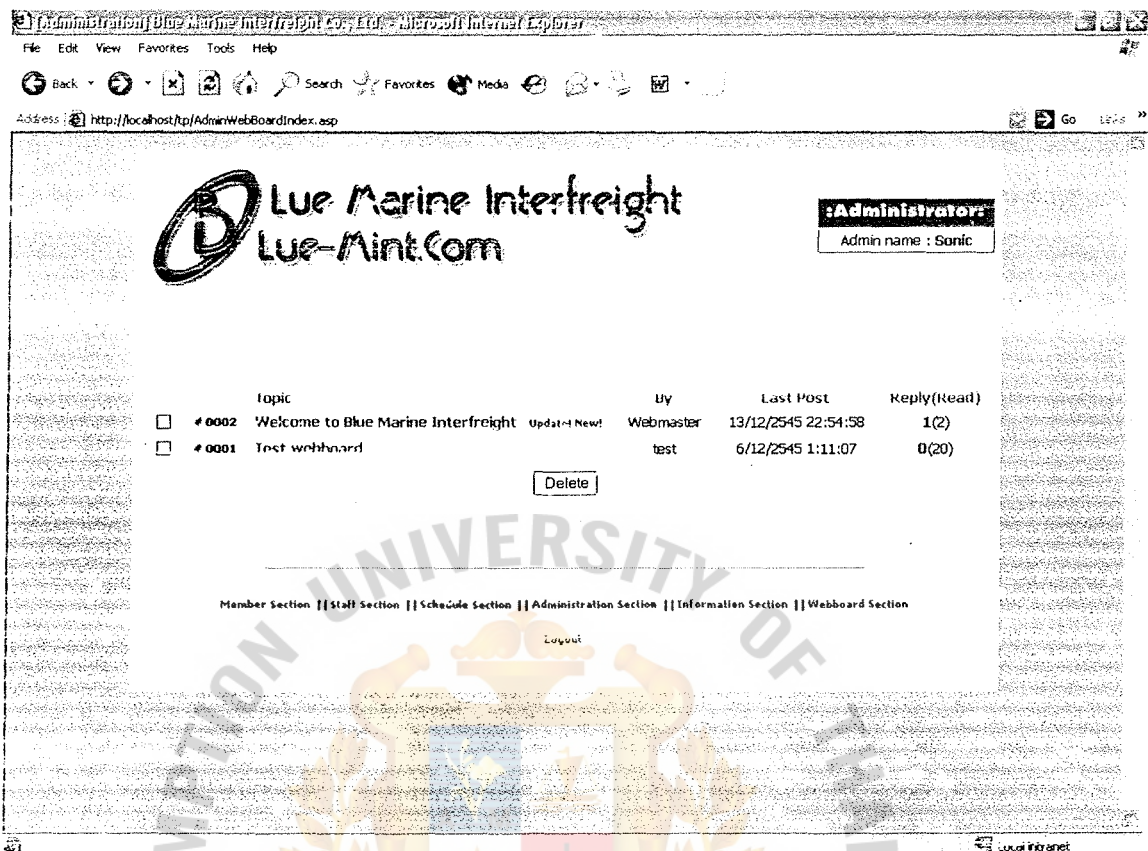 [Administration] Blue Marine Interfreight Co., Ltd. - Microsoft Internet Explorer
File Edit View Favorites Tools Help
Back Search Favorites Media
Address http://localhost/tp/AdminWebBoardIndex.asp Go Links »
B Lue Marine Interfreight
Lue-Mint.Com
:Administrator:
Admin name : Sonic
Topic By Last Post Reply(Read)
#0002 Welcome to Blue Marine Interfreight Update! New! Webmaster 13/12/2545 22:54:58 1(2)
#0001 Test webboard test 6/12/2545 1:11:07 0(20)
Delete
Member Section || Staff Section || Schedule Section || Administration Section || Information Section || Webboard Section
Logout
UNIVERSITY OF
Local intranet